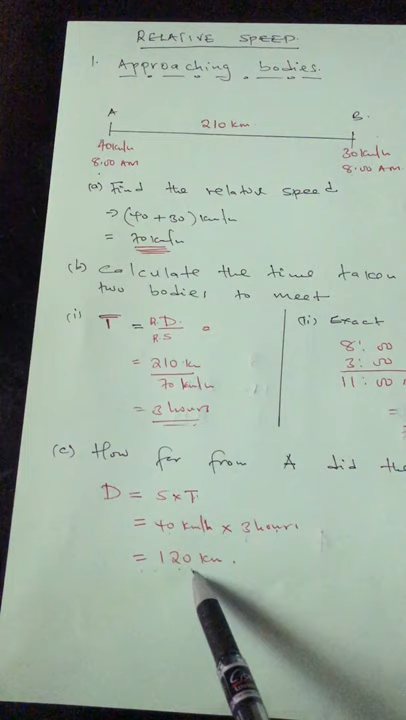 RELATIVE SPEED.
1. Approaching bodies.
A B.
210 km
40km/h 30km/h
8:00 AM 8:00 AM
(a) Find the relative speed
→ (40 + 30) km/h
= 70 km/h
(b) Calculate the time taken
two bodies to meet
(i) T = R.D.
R.S
= 210 km
70 km/h
= 3 hours
(ii) Exact
8 : 00
3 : 00
11 : 00
=
(c) How far from A did the
D = S x T.
= 40 km/h x 3 hours
= 120 km.